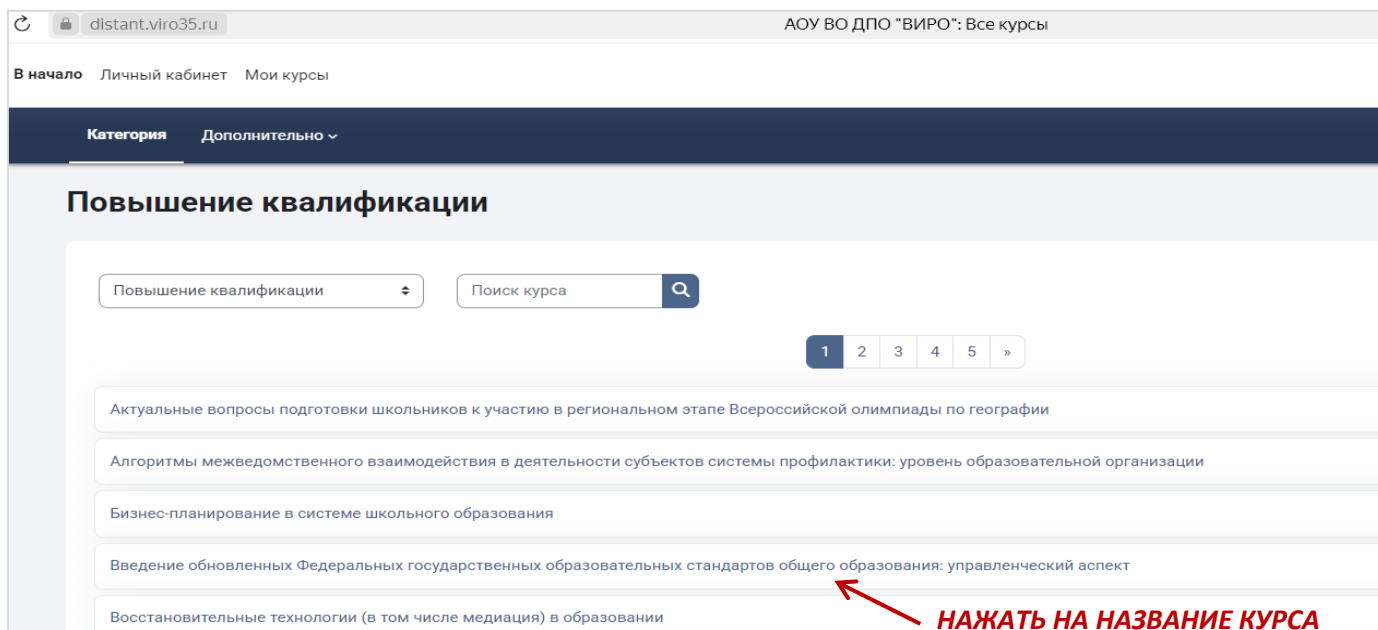 distant.viro35.ru АОУ ВО ДПО "ВИРО": Все курсы
В начало Личный кабинет Мои курсы
Категория Дополнительно
Повышение квалификации
Повышение квалификации Поиск курса
1 2 3 4 5 »
Актуальные вопросы подготовки школьников к участию в региональном этапе Всероссийской олимпиады по географии
Алгоритмы межведомственного взаимодействия в деятельности субъектов системы профилактики: уровень образовательной организации
Бизнес-планирование в системе школьного образования
Введение обновленных Федеральных государственных образовательных стандартов общего образования: управленческий аспект
Восстановительные технологии (в том числе медиация) в образовании
НАЖАТЬ НА НАЗВАНИЕ КУРСА